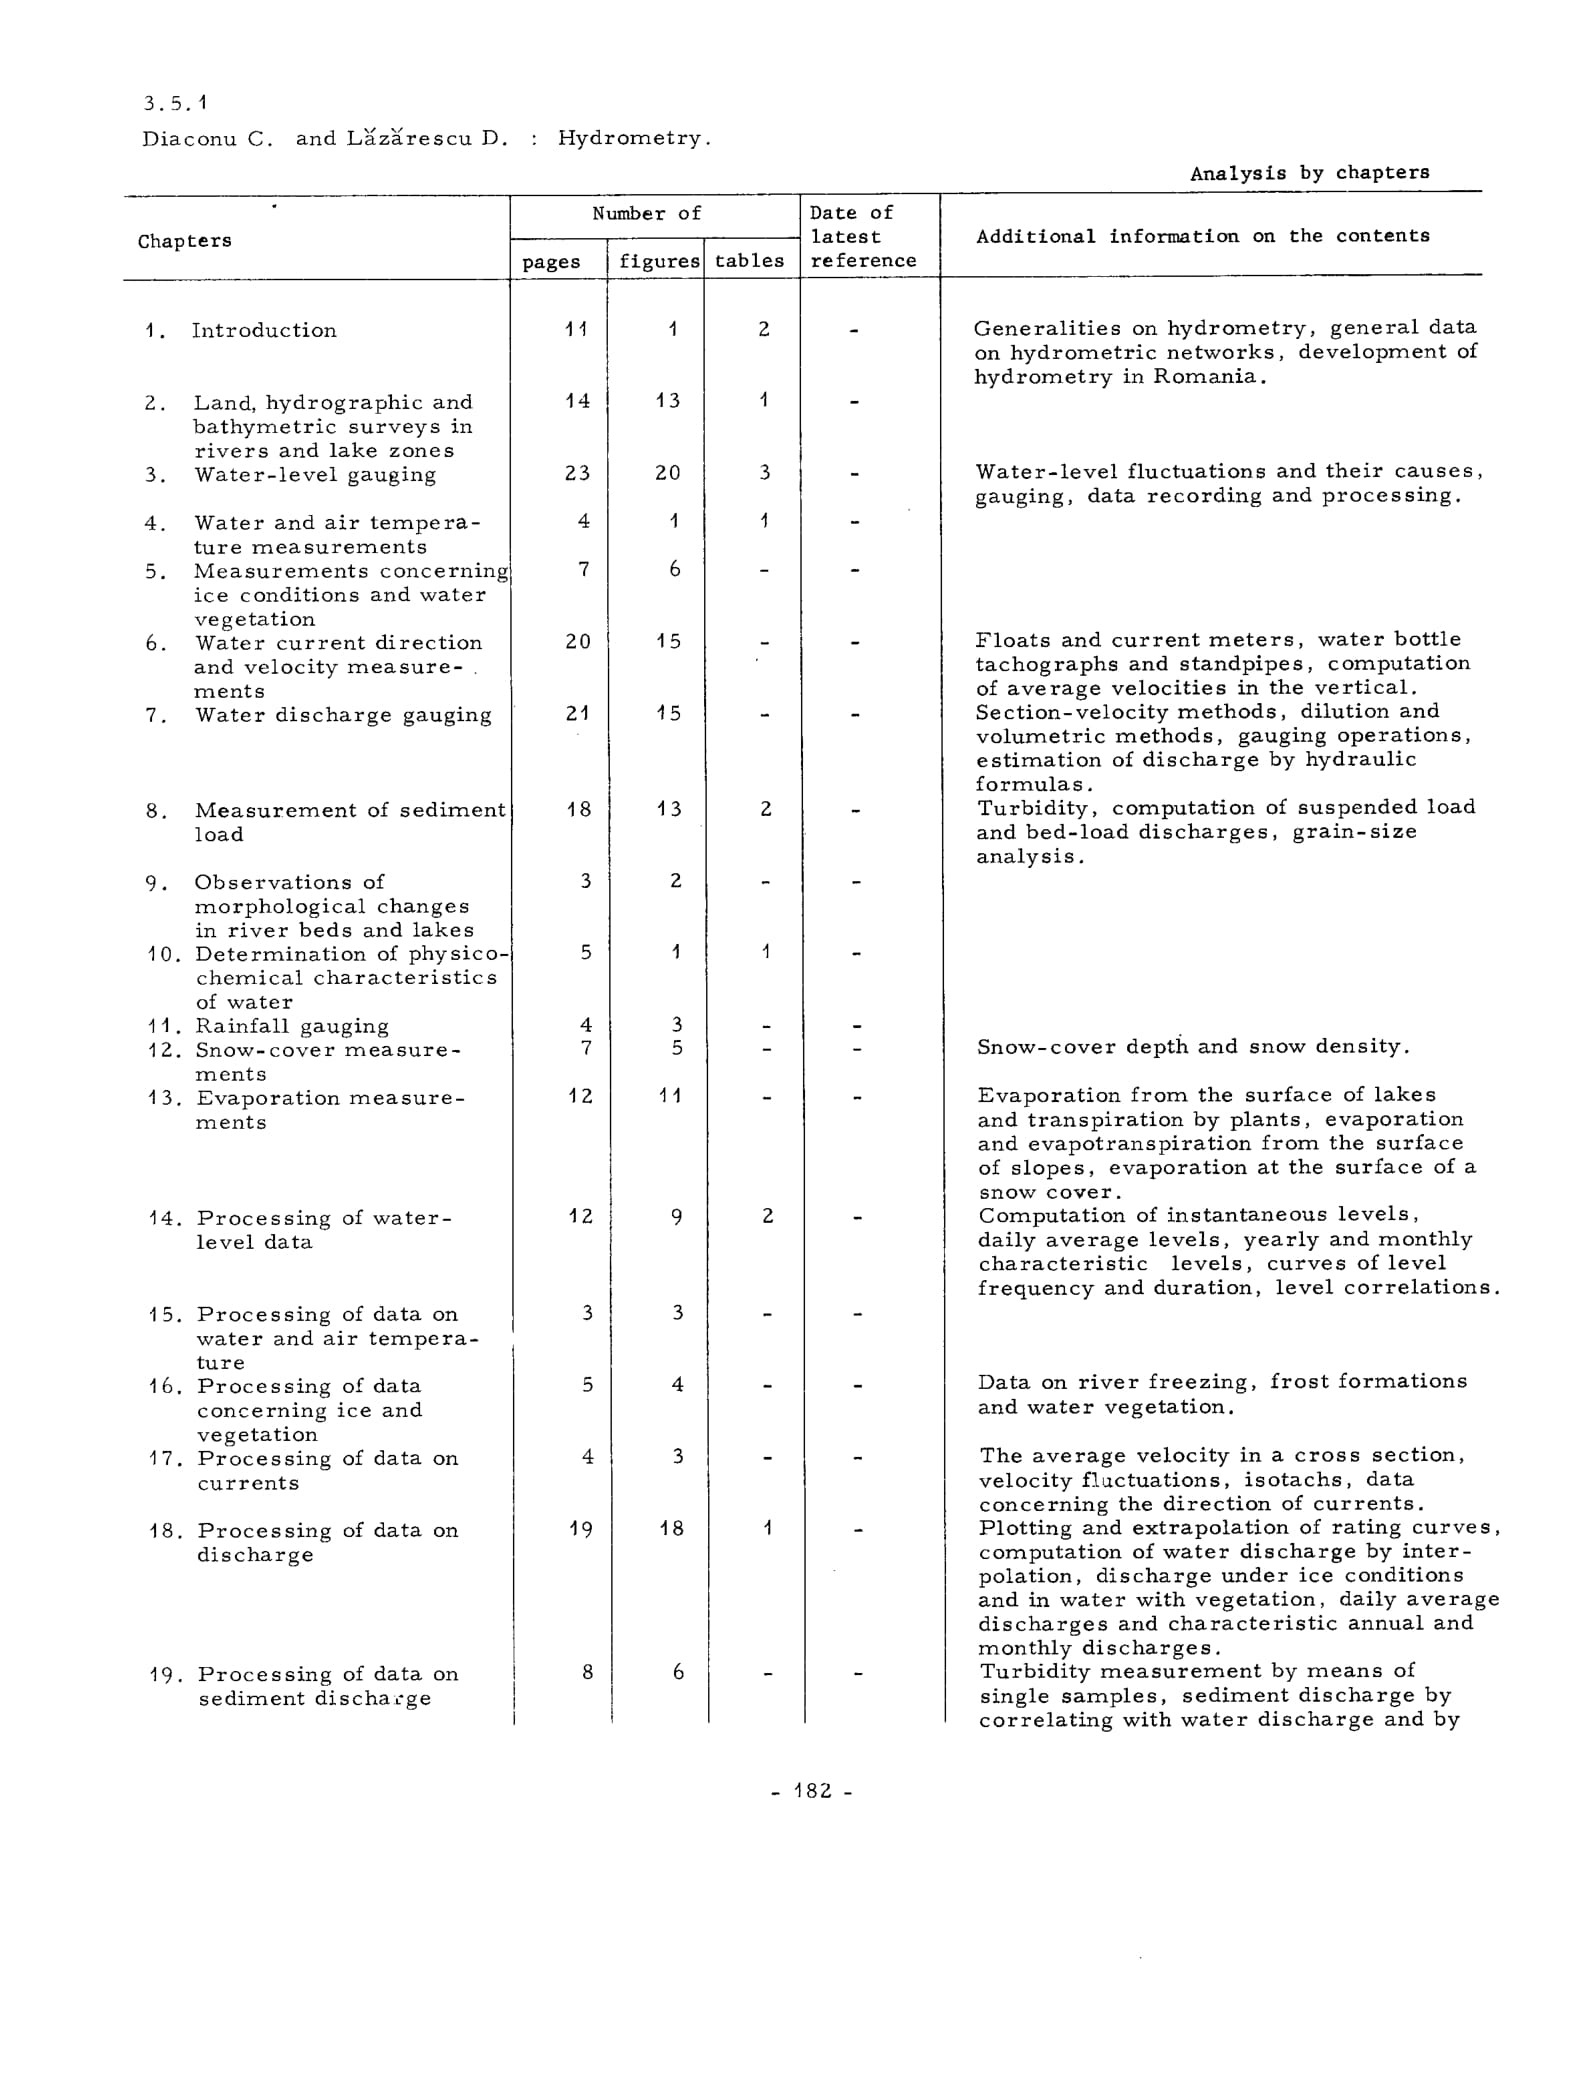 3.5.1
Diaconu C. and Lăzărescu D. : Hydrometry.
Analysis by chapters
Chapters
Number of
pages figures tables
Date of
latest
reference
Additional information on the contents
1. Introduction 11 1 2 - Generalities on hydrometry, general data
on hydrometric networks, development of
hydrometry in Romania.
2. Land, hydrographic and 14 13 1 -
bathymetric surveys in
rivers and lake zones
3. Water-level gauging 23 20 3 - Water-level fluctuations and their causes,
gauging, data recording and processing.
4. Water and air tempera- 4 1 1 -
ture measurements
5. Measurements concerning 7 6 - -
ice conditions and water
vegetation
6. Water current direction 20 15 - - Floats and current meters, water bottle
and velocity measure- tachographs and standpipes, computation
ments of average velocities in the vertical.
7. Water discharge gauging 21 15 - - Section-velocity methods, dilution and
volumetric methods, gauging operations,
estimation of discharge by hydraulic
formulas.
8. Measurement of sediment 18 13 2 - Turbidity, computation of suspended load
load and bed-load discharges, grain-size
analysis.
9. Observations of 3 2 - -
morphological changes
in river beds and lakes
10. Determination of physico- 5 1 1 -
chemical characteristics
of water
11. Rainfall gauging 4 3 - -
12. Snow-cover measure- 7 5 - - Snow-cover depth and snow density.
ments
13. Evaporation measure- 12 11 - - Evaporation from the surface of lakes
ments and transpiration by plants, evaporation
and evapotranspiration from the surface
of slopes, evaporation at the surface of a
snow cover.
14. Processing of water- 12 9 2 - Computation of instantaneous levels,
level data daily average levels, yearly and monthly
characteristic levels, curves of level
frequency and duration, level correlations.
15. Processing of data on 3 3 - -
water and air tempera-
ture
16. Processing of data 5 4 - - Data on river freezing, frost formations
concerning ice and and water vegetation.
vegetation
17. Processing of data on 4 3 - - The average velocity in a cross section,
currents velocity fluctuations, isotachs, data
concerning the direction of currents.
18. Processing of data on 19 18 1 - Plotting and extrapolation of rating curves,
discharge computation of water discharge by inter-
polation, discharge under ice conditions
and in water with vegetation, daily average
discharges and characteristic annual and
monthly discharges.
19. Processing of data on 8 6 - - Turbidity measurement by means of
sediment discharge single samples, sediment discharge by
correlating with water discharge and by
- 182 -